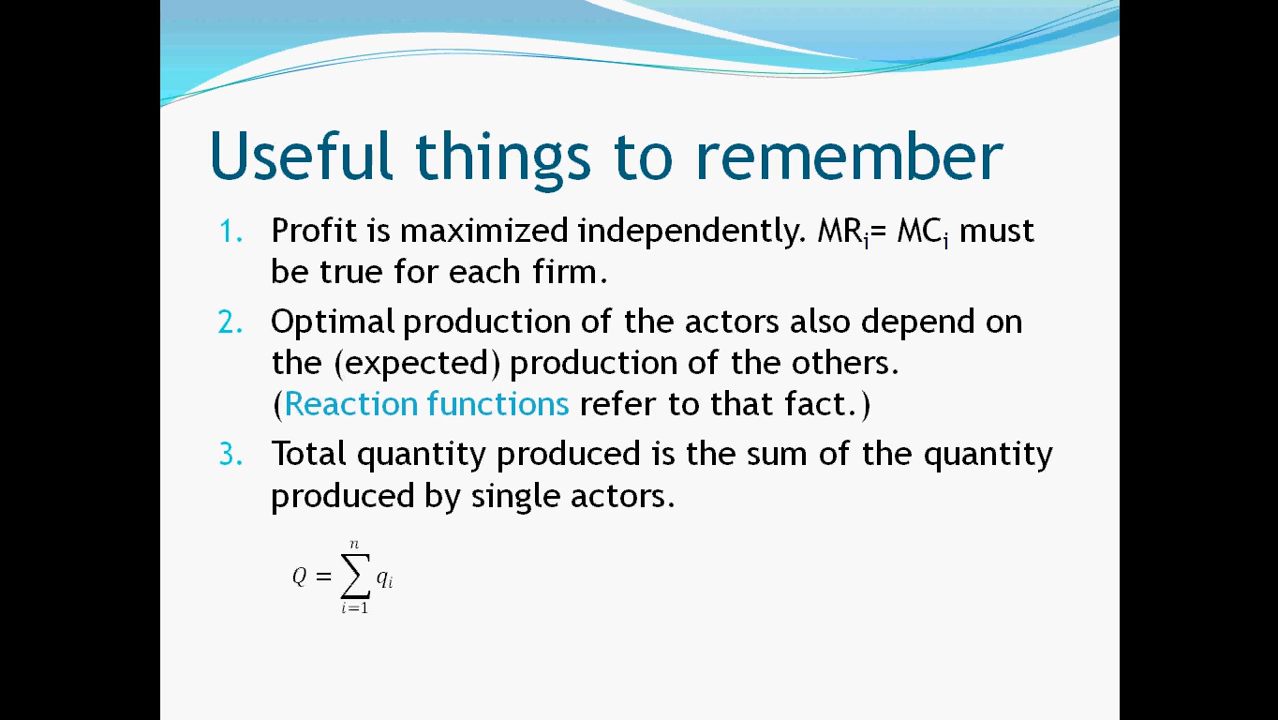 Useful things to remember
1. Profit is maximized independently. MRᵢ= MCᵢ must
be true for each firm.
2. Optimal production of the actors also depend on
the (expected) production of the others.
(Reaction functions refer to that fact.)
3. Total quantity produced is the sum of the quantity
produced by single actors.
n
Q = ∑ qᵢ
i=1